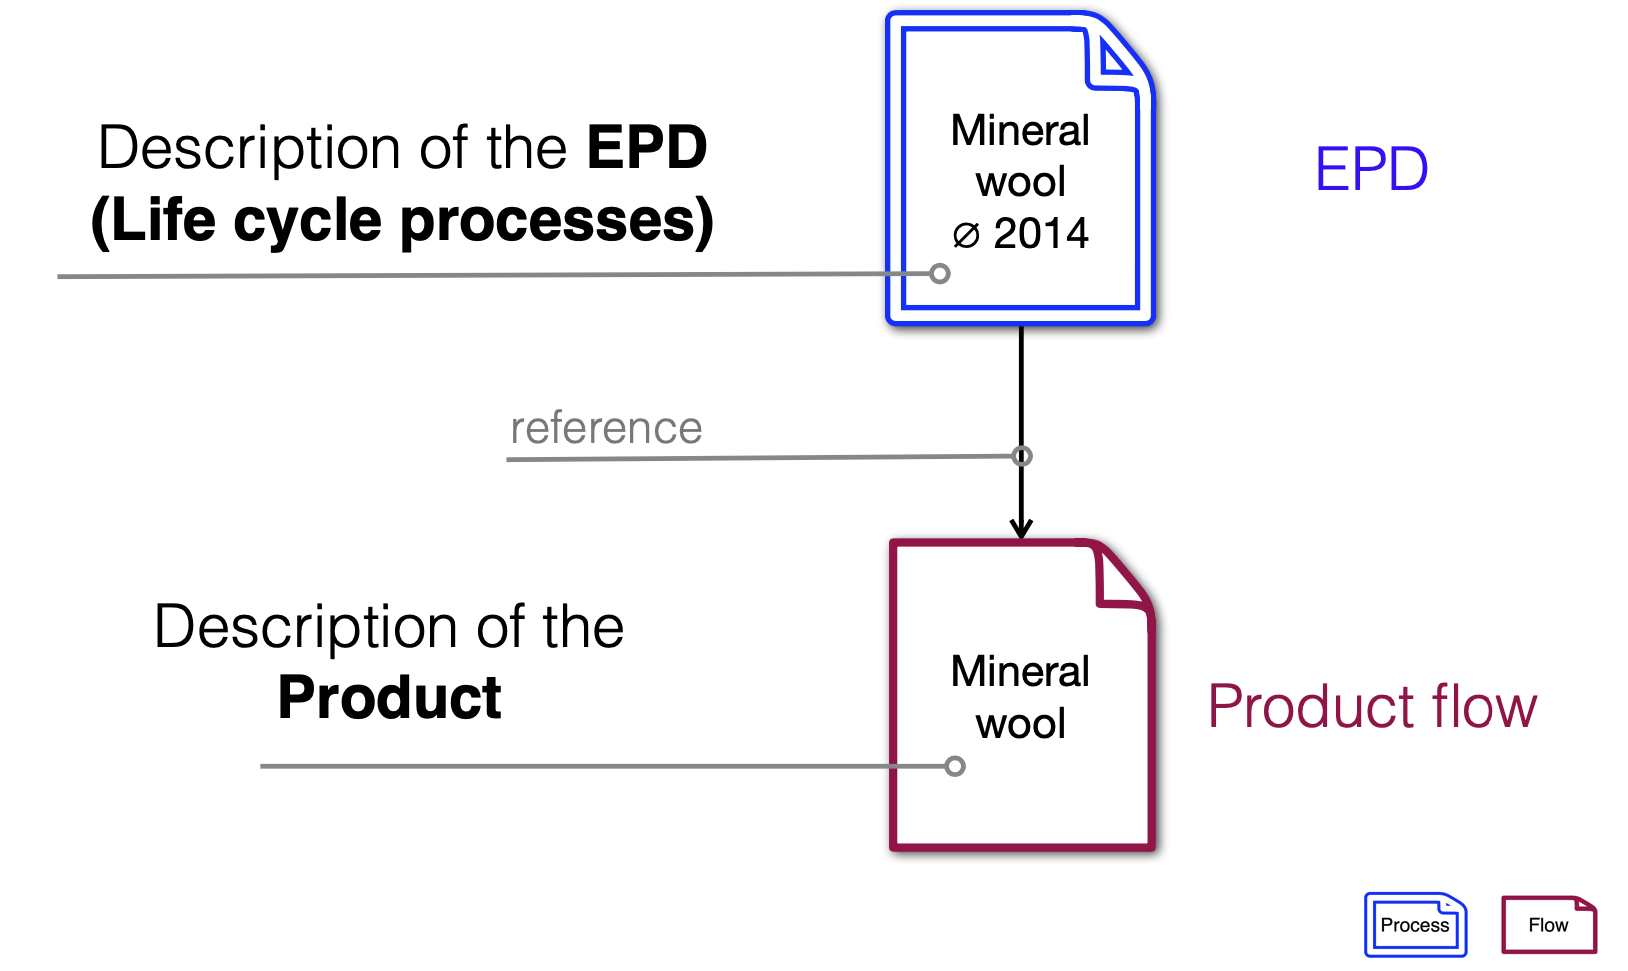 Description of the EPD
(Life cycle processes)
Mineral
wool
∅ 2014
EPD
reference
Description of the
Product
Mineral
wool
Product flow
Process
Flow